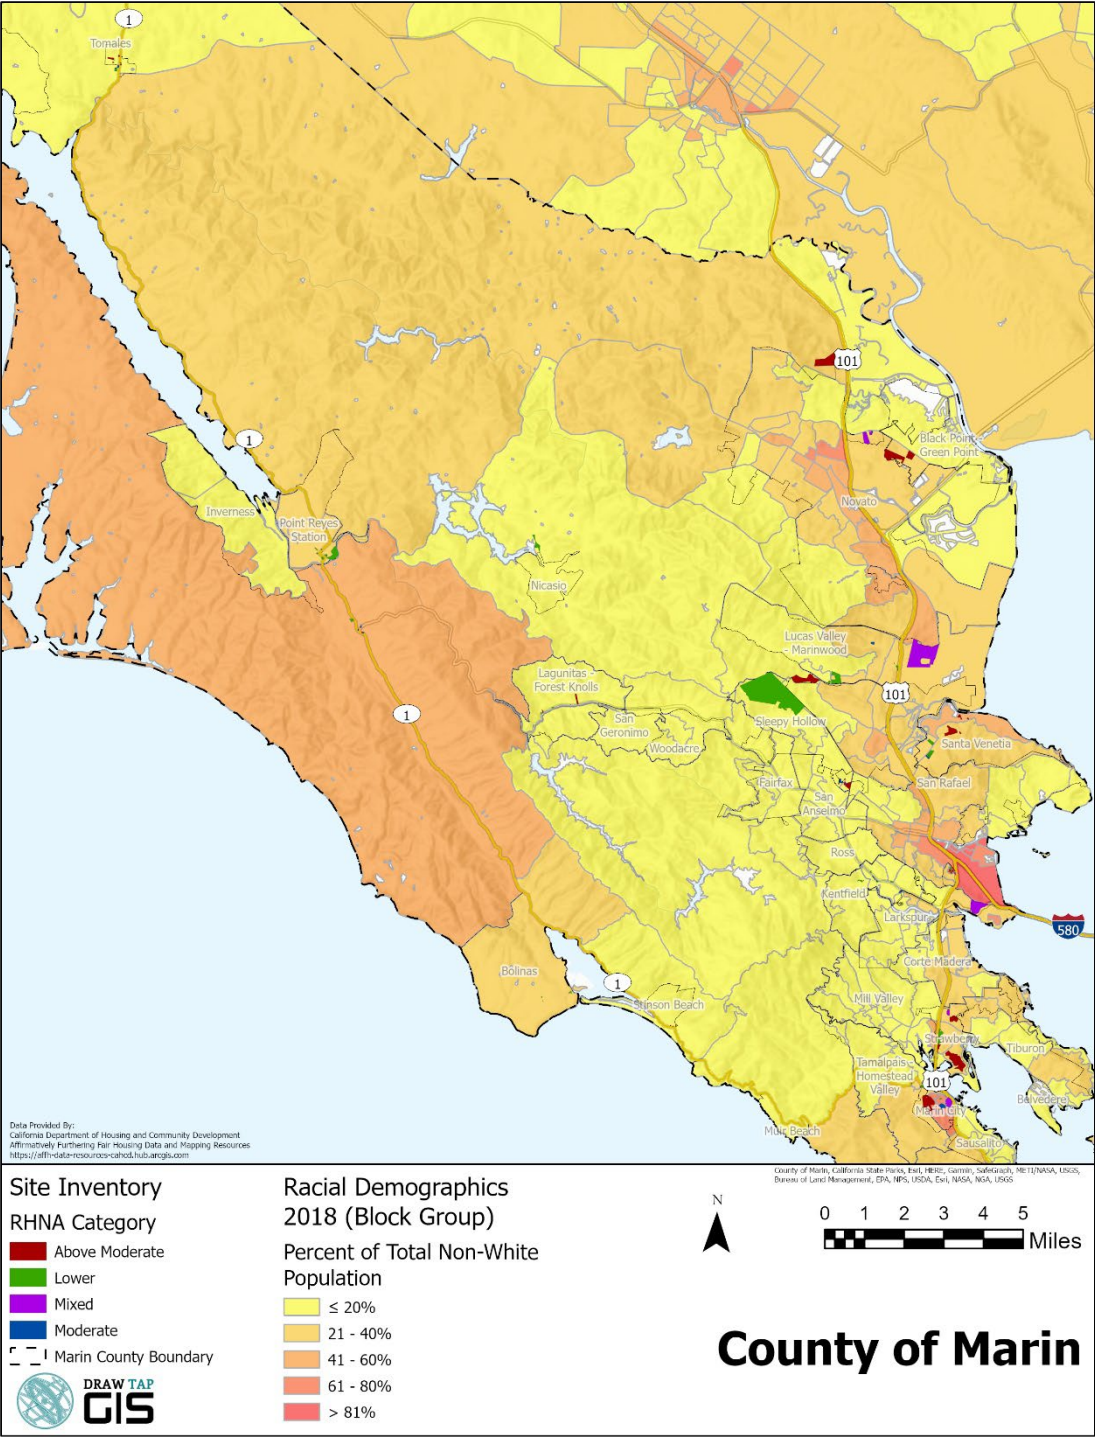 1
Tomales
101
Black Point -
Green Point
1
Inverness
Point Reyes
Station
Novato
Nicasio
Lucas Valley
- Marinwood
Lagunitas -
Forest Knolls
101
1
San
Geronimo
Sleepy Hollow
Woodacre
Santa Venetia
Fairfax
San Rafael
San
Anselmo
Ross
Kentfield
Larkspur
580
Corte Madera
Bolinas
1
Mill Valley
Stinson Beach
Strawberry
Tiburon
Tamalpais -
Homestead
Valley
101
Belvedere
Marin City
Muir Beach
Sausalito
Data Provided By:
California Department of Housing and Community Development
Affirmatively Furthering Fair Housing Data and Mapping Resources
https://affh-data-resources-cahcd.hub.arcgis.com
County of Marin, California State Parks, Esri, HERE, Garmin, SafeGraph, METI/NASA, USGS,
Bureau of Land Management, EPA, NPS, USDA, Esri, NASA, NGA, USGS
Site Inventory
RHNA Category
Above Moderate
Lower
Mixed
Moderate
Marin County Boundary
DRAW TAP
GIS
Racial Demographics
2018 (Block Group)
Percent of Total Non-White
Population
≤ 20%
21 - 40%
41 - 60%
61 - 80%
> 81%
N
0 1 2 3 4 5
Miles
County of Marin